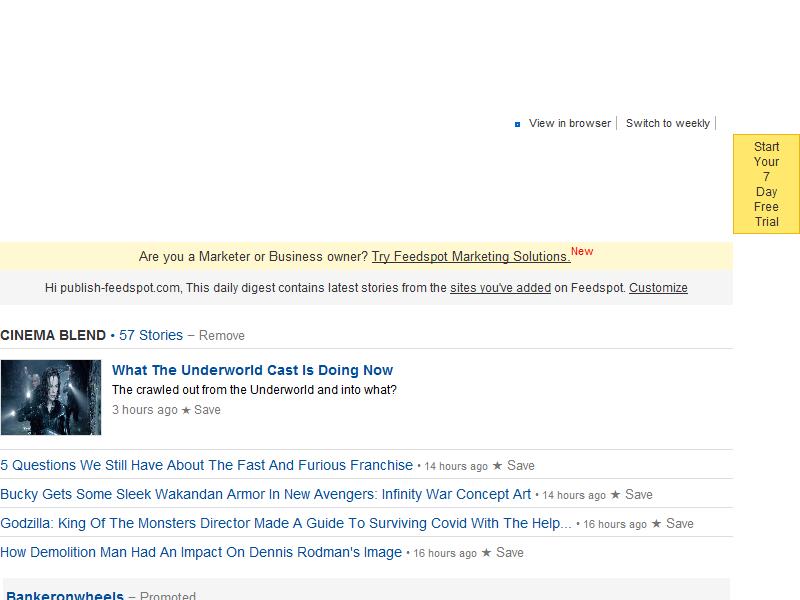 View in browser Switch to weekly
Start
Your
7
Day
Free
Trial
Are you a Marketer or Business owner? Try Feedspot Marketing Solutions. New
Hi publish-feedspot.com, This daily digest contains latest stories from the sites you've added on Feedspot. Customize
CINEMA BLEND • 57 Stories – Remove
What The Underworld Cast Is Doing Now
The crawled out from the Underworld and into what?
3 hours ago ★ Save
5 Questions We Still Have About The Fast And Furious Franchise • 14 hours ago ★ Save
Bucky Gets Some Sleek Wakandan Armor In New Avengers: Infinity War Concept Art • 14 hours ago ★ Save
Godzilla: King Of The Monsters Director Made A Guide To Surviving Covid With The Help... • 16 hours ago ★ Save
How Demolition Man Had An Impact On Dennis Rodman's Image • 16 hours ago ★ Save
Bankeronwheels – Promoted